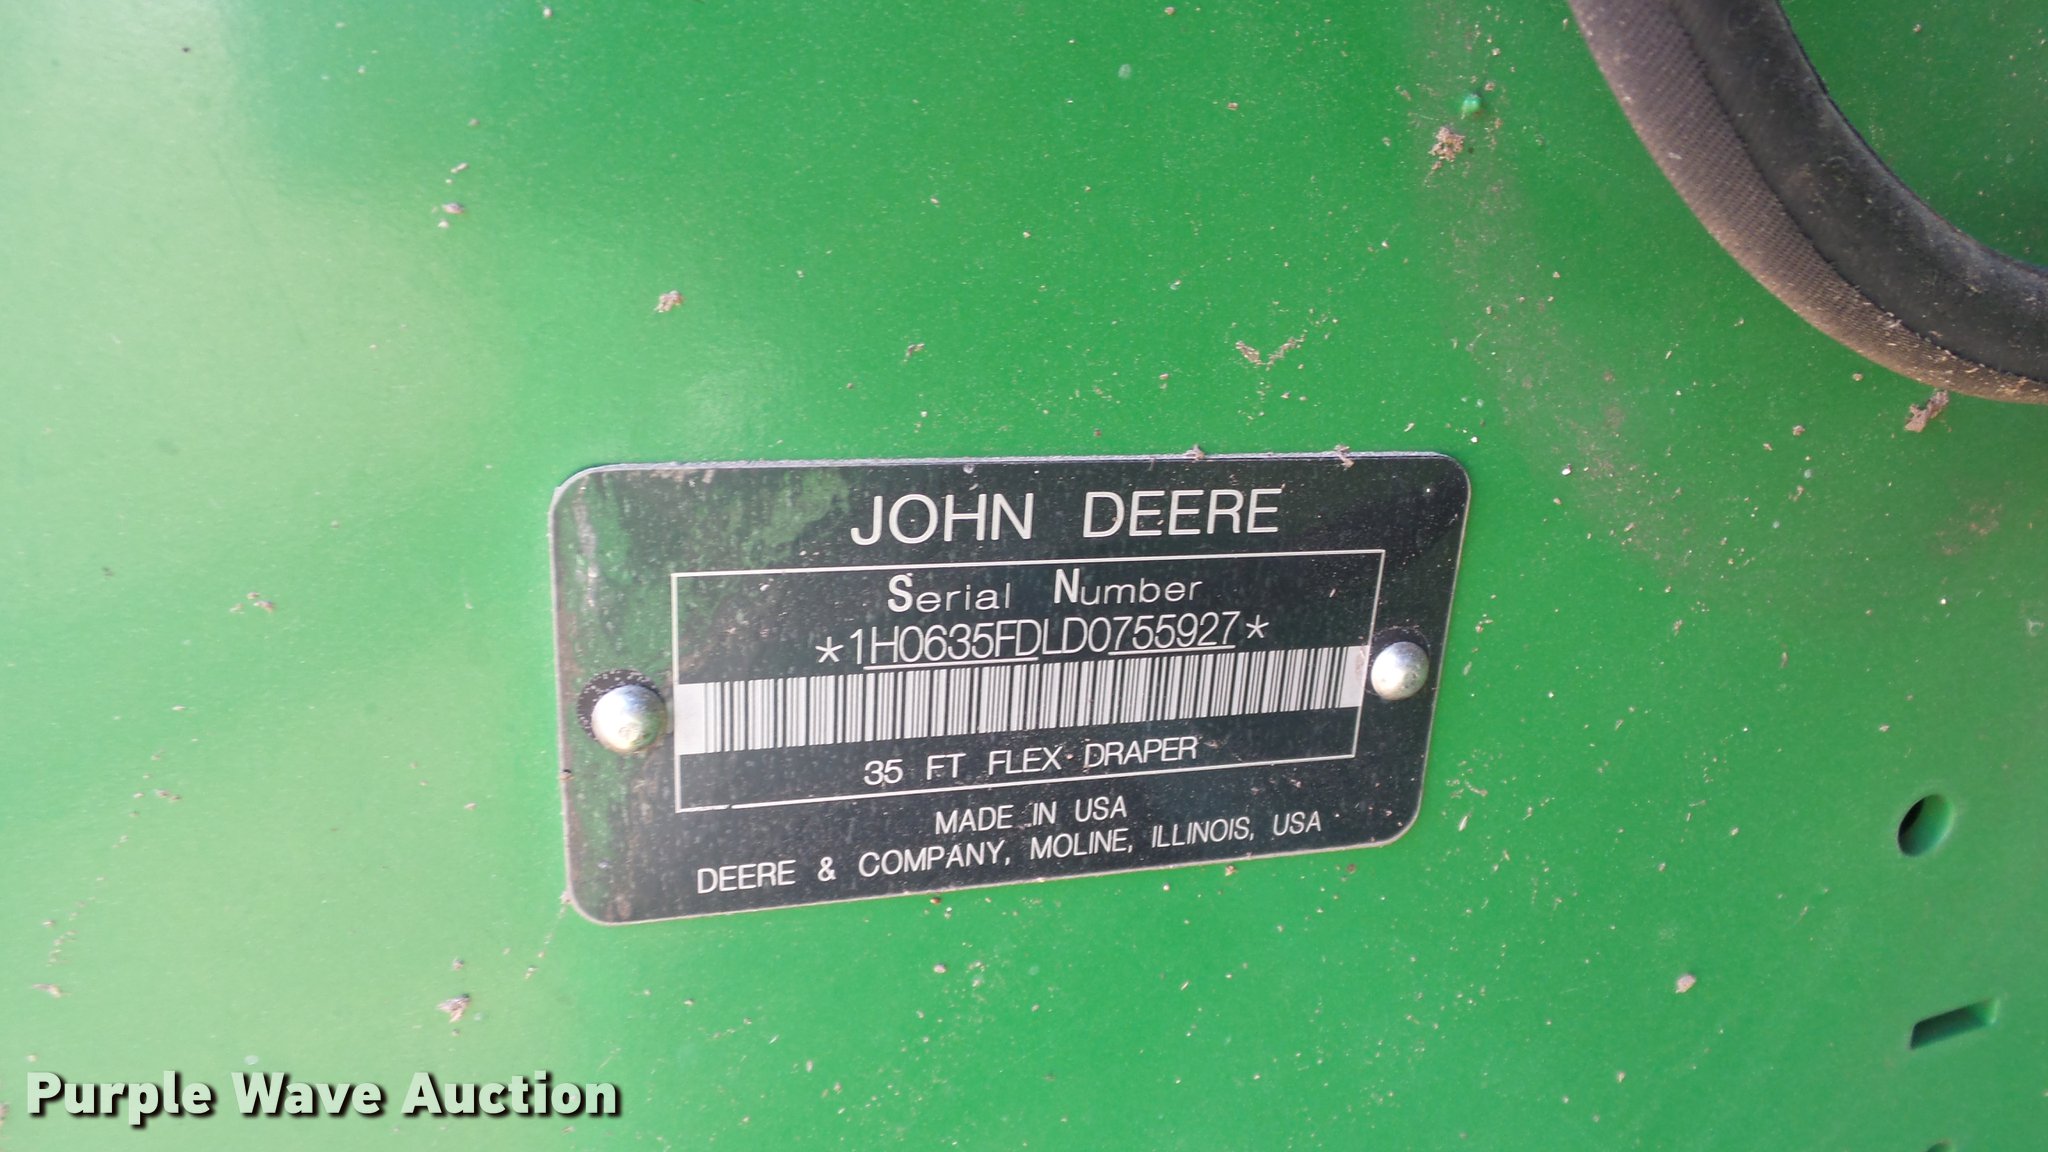 JOHN DEERE
Serial Number
*1H0635FDLD0755927*
35 FT FLEX DRAPER
MADE IN USA
DEERE & COMPANY, MOLINE, ILLINOIS, USA
Purple Wave Auction